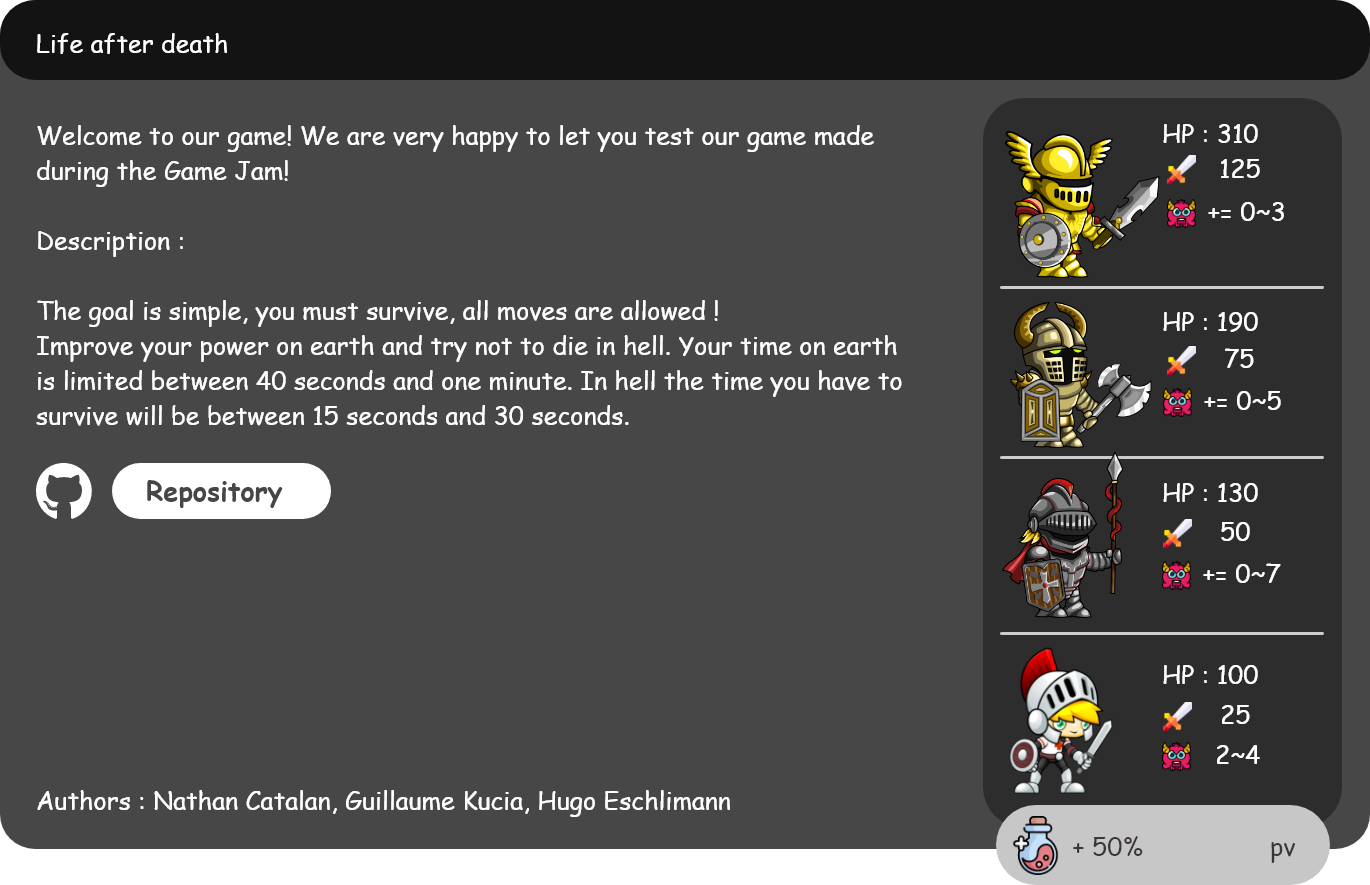 Life after death
Welcome to our game! We are very happy to let you test our game made
during the Game Jam!
Description :
The goal is simple, you must survive, all moves are allowed !
Improve your power on earth and try not to die in hell. Your time on earth
is limited between 40 seconds and one minute. In hell the time you have to
survive will be between 15 seconds and 30 seconds.
Repository
Authors : Nathan Catalan, Guillaume Kucia, Hugo Eschlimann
HP : 310
125
+= 0~3
HP : 190
75
+= 0~5
HP : 130
50
+= 0~7
HP : 100
25
2~4
+ 50% pv